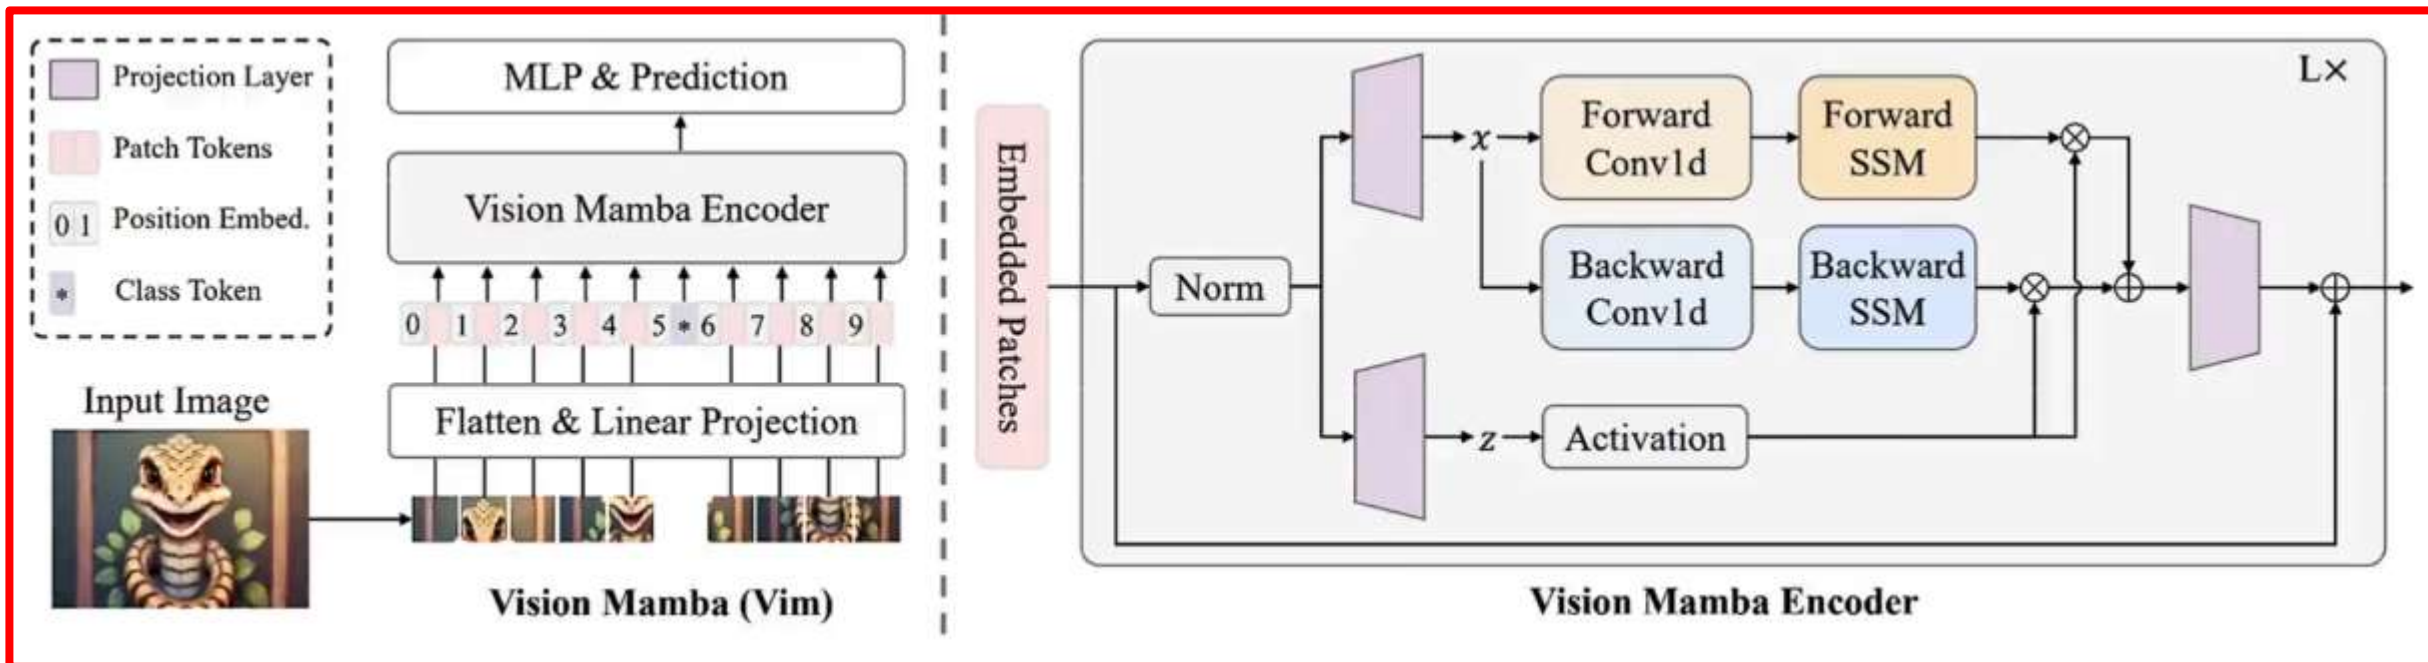 Projection Layer
Patch Tokens
0 1 Position Embed.
* Class Token
Input Image
MLP & Prediction
Vision Mamba Encoder
0 1 2 3 4 5 * 6 7 8 9
Flatten & Linear Projection
Vision Mamba (Vim)
Embedded Patches
L×
Norm
x
Forward
Conv1d
Forward
SSM
Backward
Conv1d
Backward
SSM
z
Activation
Vision Mamba Encoder